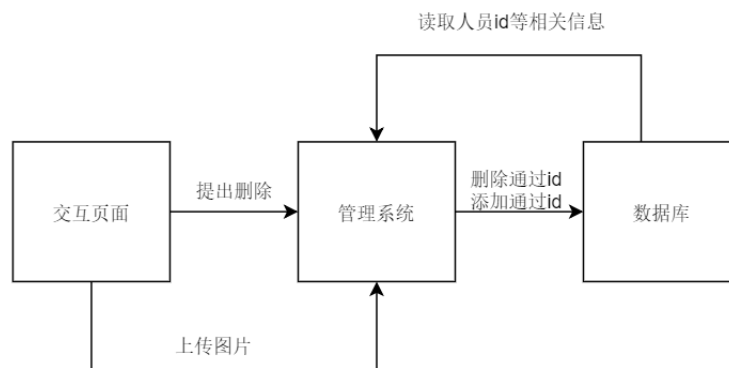 读取人员id等相关信息
交互页面
提出删除
管理系统
删除通过id
添加通过id
数据库
上传图片